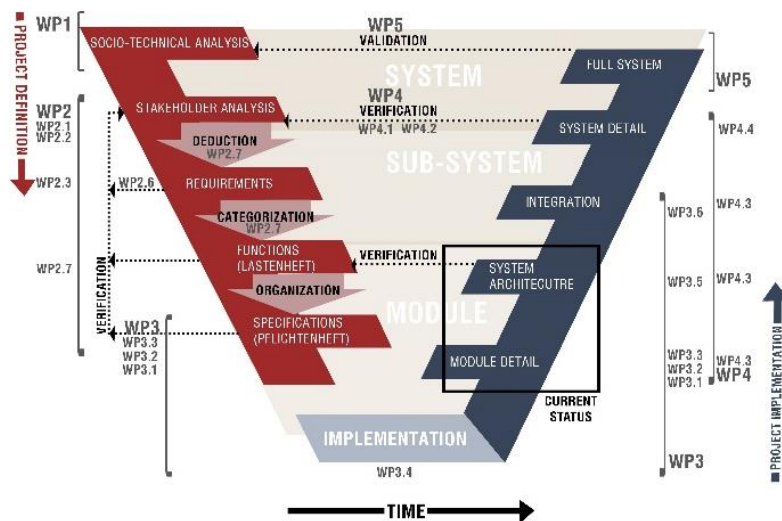 WP1
WP5
SOCIO-TECHNICAL ANALYSIS
VALIDATION
SYSTEM
FULL SYSTEM
WP5
PROJECT DEFINITION
WP2
WP2.1
WP2.2
STAKEHOLDER ANALYSIS
WP4
VERIFICATION
WP4.1 WP4.2
SYSTEM DETAIL
WP4.4
DEDUCTION
WP2.7
SUB-SYSTEM
WP2.3
WP2.6
REQUIREMENTS
INTEGRATION
WP3.6
WP4.3
CATEGORIZATION
WP2.7
WP2.7
VERIFICATION
FUNCTIONS
(LASTENHEFT)
VERIFICATION
SYSTEM
ARCHITECUTRE
WP3.5
WP4.3
ORGANIZATION
MODULE
WP3
WP3.3
WP3.2
WP3.1
SPECIFICATIONS
(PFLICHTENHEFT)
MODULE DETAIL
WP3.3
WP3.2
WP3.1
WP4.3
WP4
CURRENT
STATUS
PROJECT IMPLEMENTATION
IMPLEMENTATION
WP3.4
WP3
TIME